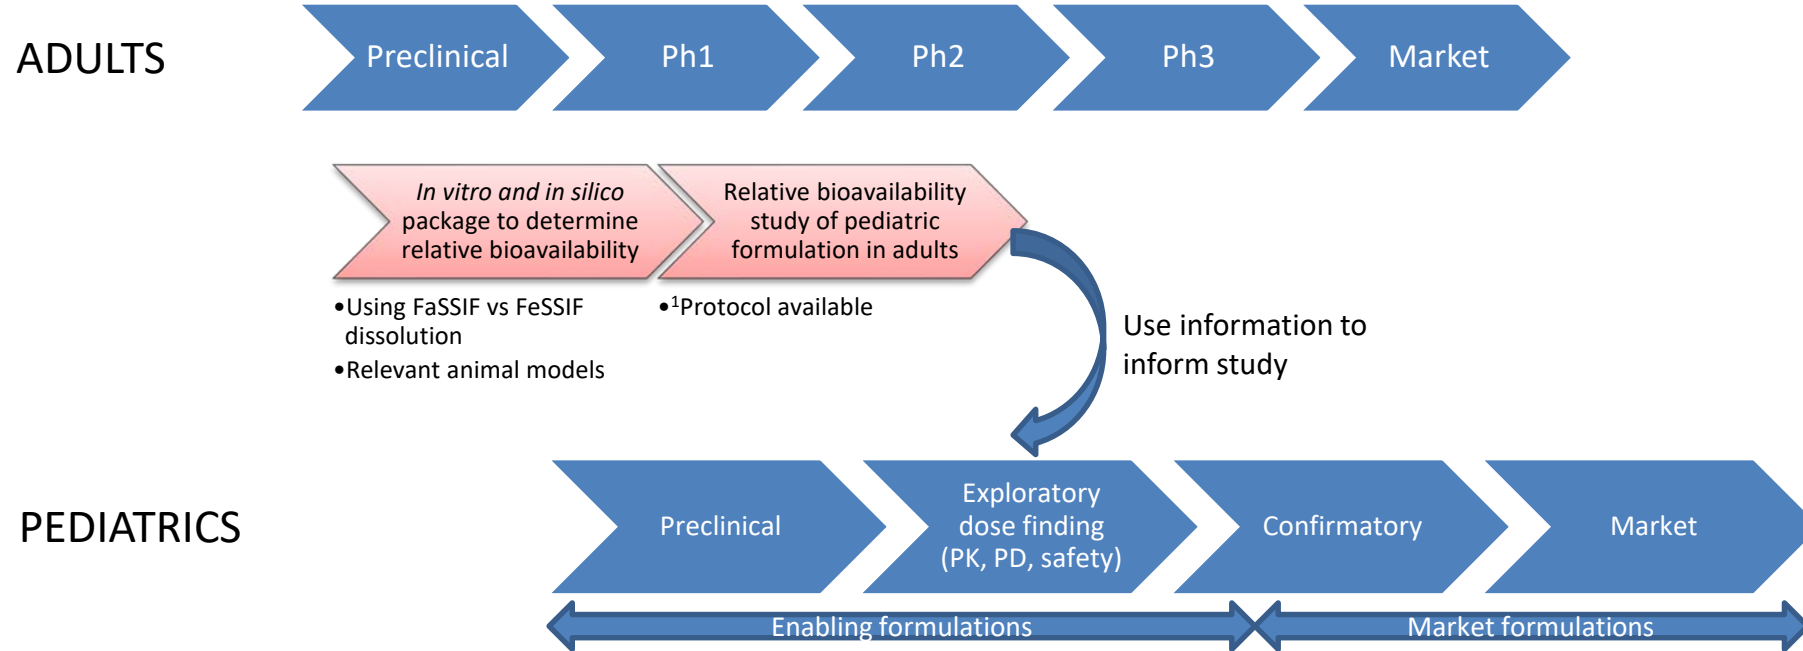 ADULTS
Preclinical
Ph1
Ph2
Ph3
Market
In vitro and in silico
package to determine
relative bioavailability
Relative bioavailability
study of pediatric
formulation in adults
•Using FaSSIF vs FeSSIF
dissolution
•Relevant animal models
•¹Protocol available
Use information to
inform study
PEDIATRICS
Preclinical
Exploratory
dose finding
(PK, PD, safety)
Confirmatory
Market
Enabling formulations
Market formulations